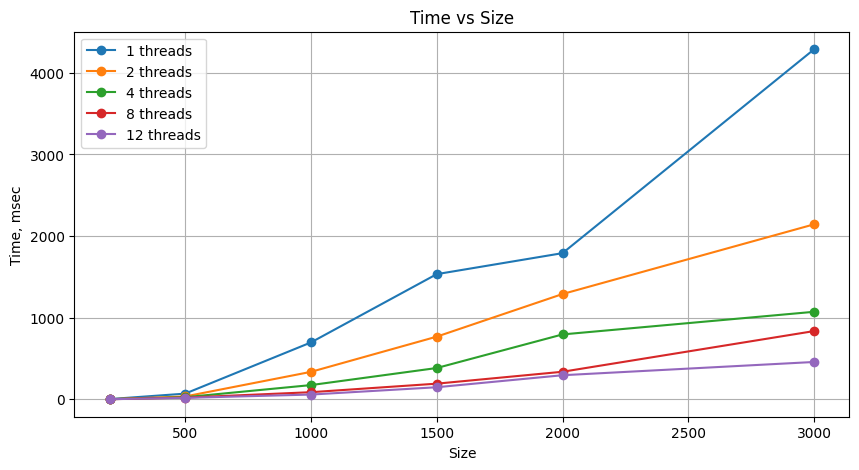 Time vs Size
1 threads
2 threads
4 threads
8 threads
12 threads
4000
3000
2000
1000
0
Time, msec
500
1000
1500
2000
2500
3000
Size